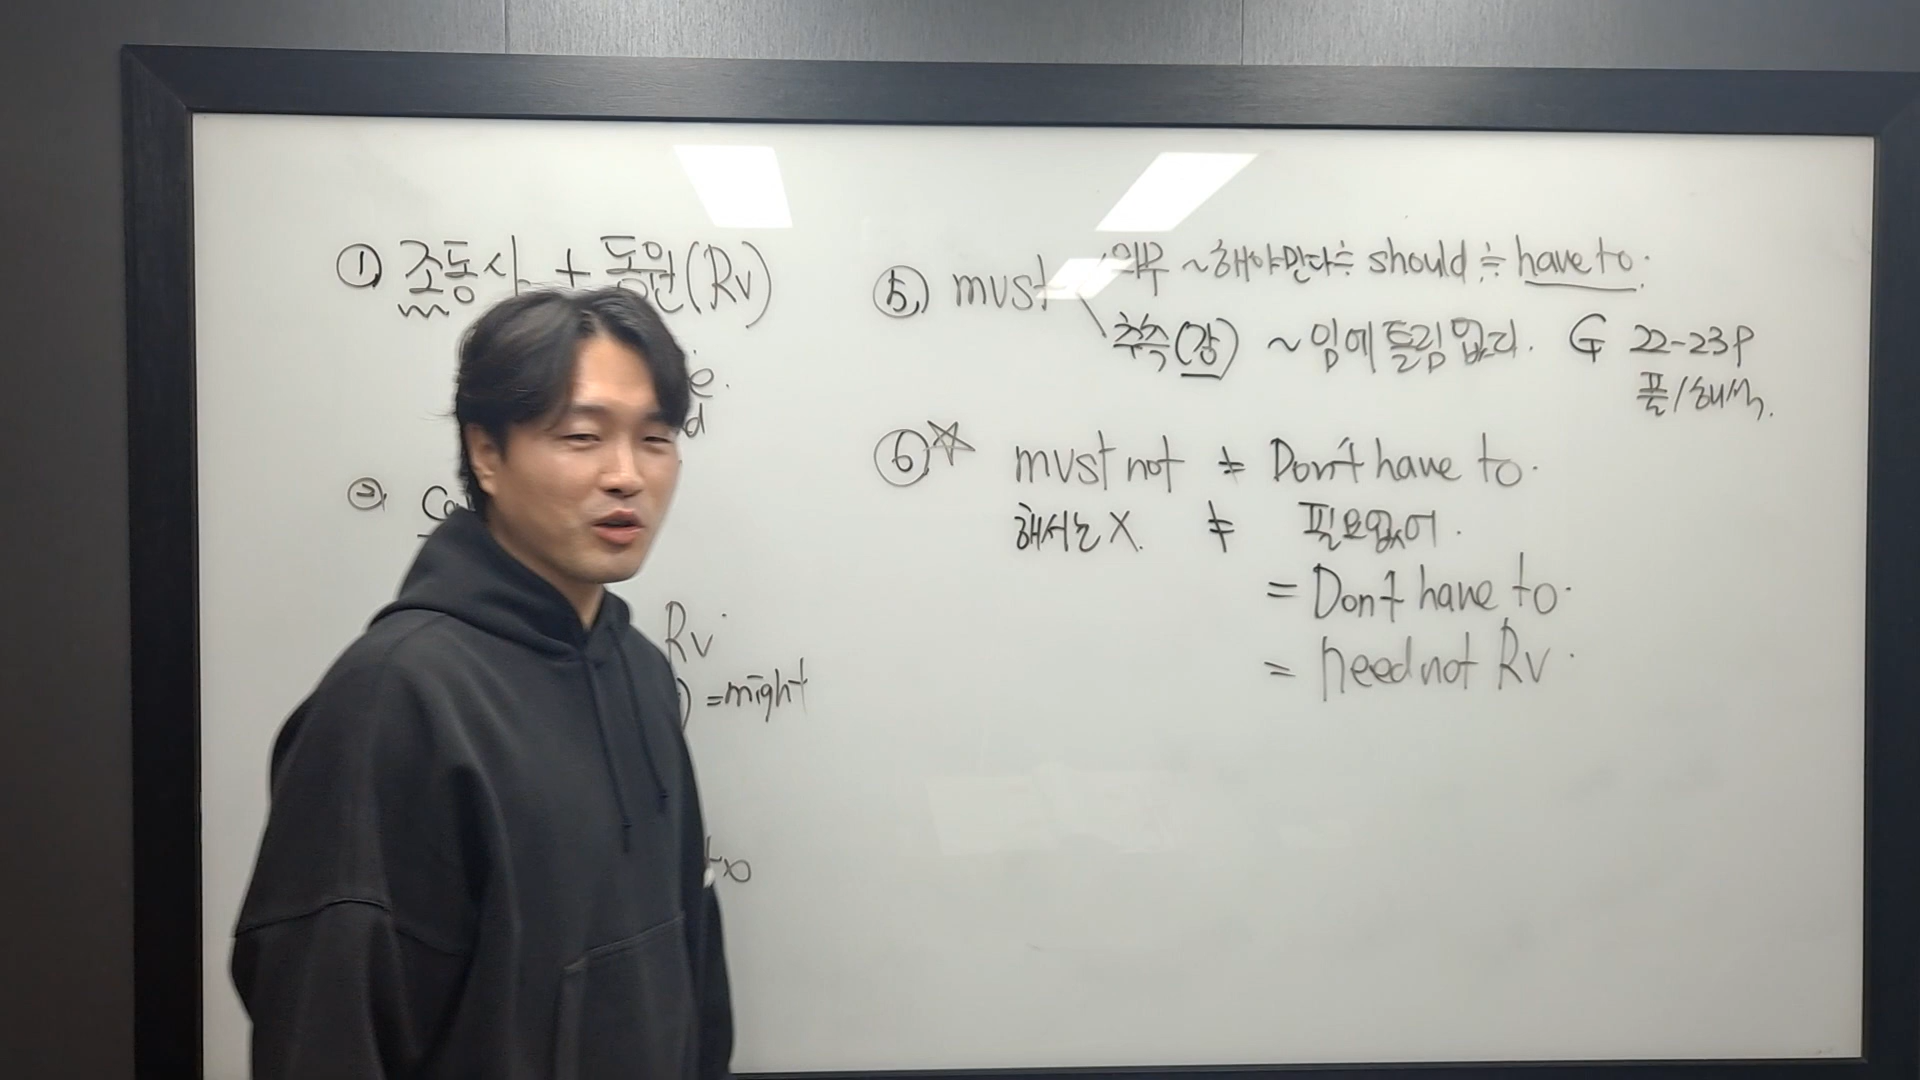 ① 조동사 + 동원(Rv)
e.
d
②
Rv.
) = might
⑤ must 의무 ~해야만다 ≒ should ≒ have to.
추측(강) ~임에 틀림없다. G 22-23p
풀/해석.
⑥☆ must not ≠ Don't have to.
해서는 X. ≠ 필요없어.
= Don't have to.
= need not Rv.